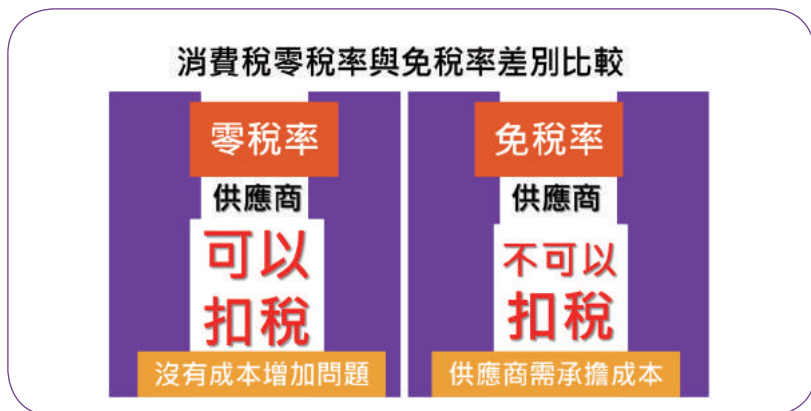 消費稅零稅率與免稅率差別比較
零稅率
供應商
可以
扣稅
沒有成本增加問題
免稅率
供應商
不可以
扣稅
供應商需承擔成本